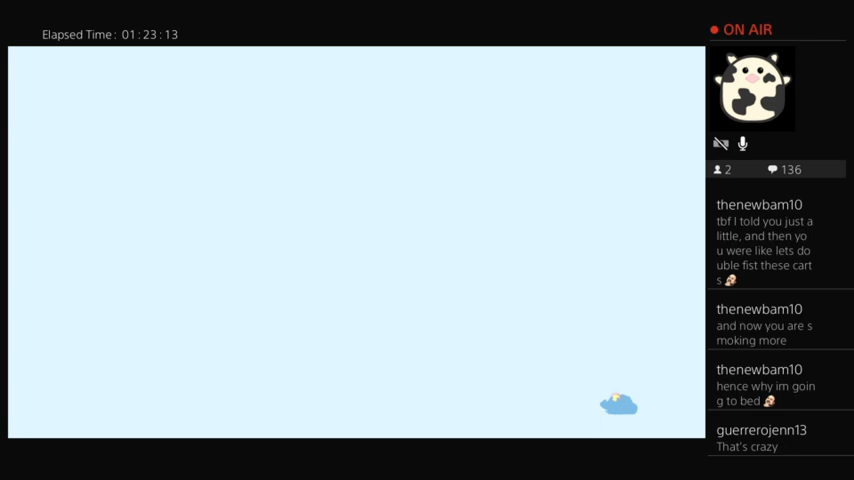 Elapsed Time: 01:23:13
ON AIR
2 136
thenewbam10
tbf I told you just a
little, and then yo
u were like lets do
uble fist these cart
s
thenewbam10
and now you are s
moking more
thenewbam10
hence why im goin
g to bed
guerrerojenn13
That's crazy